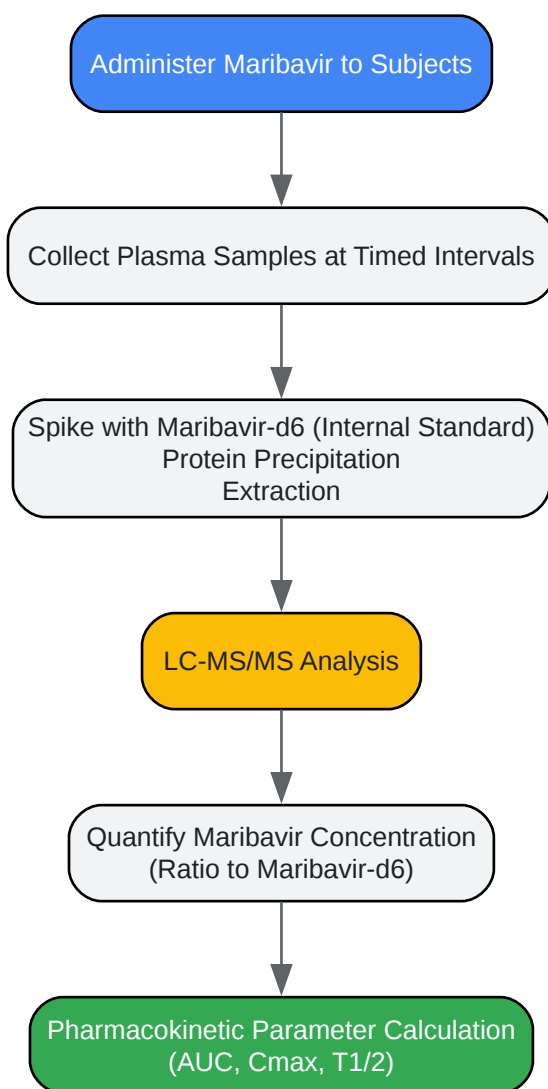 Administer Maribavir to Subjects
Collect Plasma Samples at Timed Intervals
Spike with Maribavir-d6 (Internal Standard)
Protein Precipitation
Extraction
LC-MS/MS Analysis
Quantify Maribavir Concentration
(Ratio to Maribavir-d6)
Pharmacokinetic Parameter Calculation
(AUC, Cmax, T1/2)